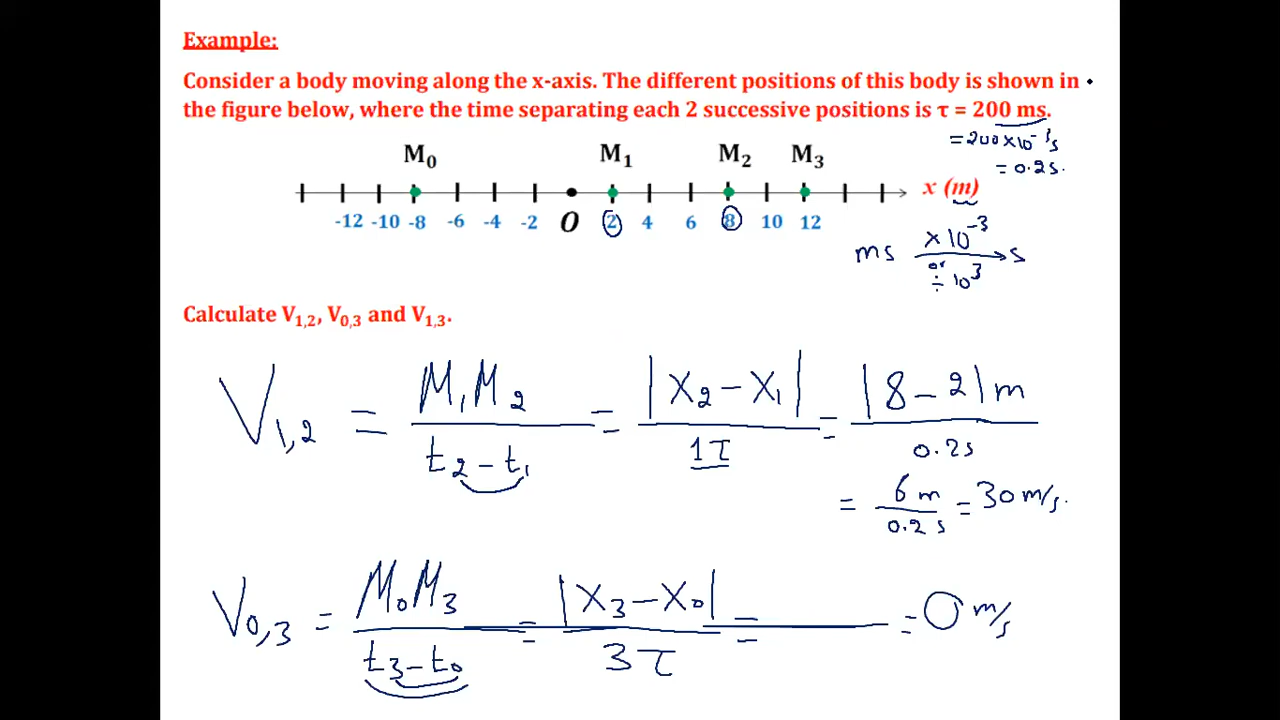 Example:
Consider a body moving along the x-axis. The different positions of this body is shown in
the figure below, where the time separating each 2 successive positions is τ = 200 ms.
= 200 × 10⁻³ s
= 0.2 s.
M₀ M₁ M₂ M₃
x (m)
-12 -10 -8 -6 -4 -2 O 2 4 6 8 10 12
ms × 10⁻³ or ÷ 10³ → s
Calculate V₁,₂, V₀,₃ and V₁,₃.
V₁,₂ = M₁M₂ / (t₂ − t₁) = |x₂ − x₁| / 1τ = |8 − 2| m / 0.2 s
= 6 m / 0.2 s = 30 m/s.
V₀,₃ = M₀M₃ / (t₃ − t₀) = |x₃ − x₀| / 3τ = = m/s